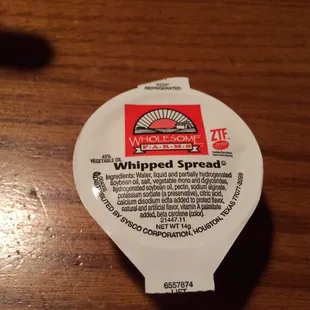 KEEP
REFRIGERATED
WHOLESOME
FARMS
ZTF
45%
VEGETABLE OIL
Whipped Spread
Ingredients: Water, liquid and partially hydrogenated
soybean oil, salt, vegetable mono and diglycerides,
hydrogenated soybean oil, pectin, sodium alginate,
potassium sorbate (a preservative), citric acid,
calcium disodium edta added to protect flavor,
natural and artificial flavor, vitamin A palmitate
added, beta carotene (color).
21447.11
NET WT 14g
DISTRIBUTED BY SYSCO CORPORATION, HOUSTON, TEXAS 77077-2099
6557874
LIFT